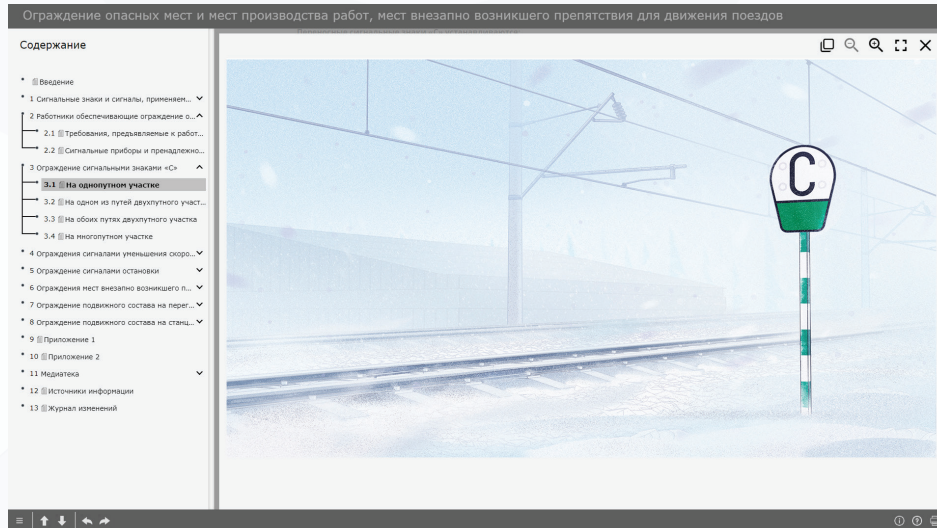 Ограждение опасных мест и мест производства работ, мест внезапно возникшего препятствия для движения поездов
Содержание
Введение
1 Сигнальные знаки и сигналы, применяем...
2 Работники обеспечивающие ограждение о...
2.1 Требования, предъявляемые к работ...
2.2 Сигнальные приборы и принадлежно...
3 Ограждение сигнальными знаками «С»
3.1 На однопутном участке
3.2 На одном из путей двухпутного участ...
3.3 На обоих путях двухпутного участка
3.4 На многопутном участке
4 Ограждения сигналами уменьшения скоро...
5 Ограждение сигналами остановки
6 Ограждения мест внезапно возникшего п...
7 Ограждение подвижного состава на перег...
8 Ограждение подвижного состава на станц...
9 Приложение 1
10 Приложение 2
11 Медиатека
12 Источники информации
13 Журнал изменений
С